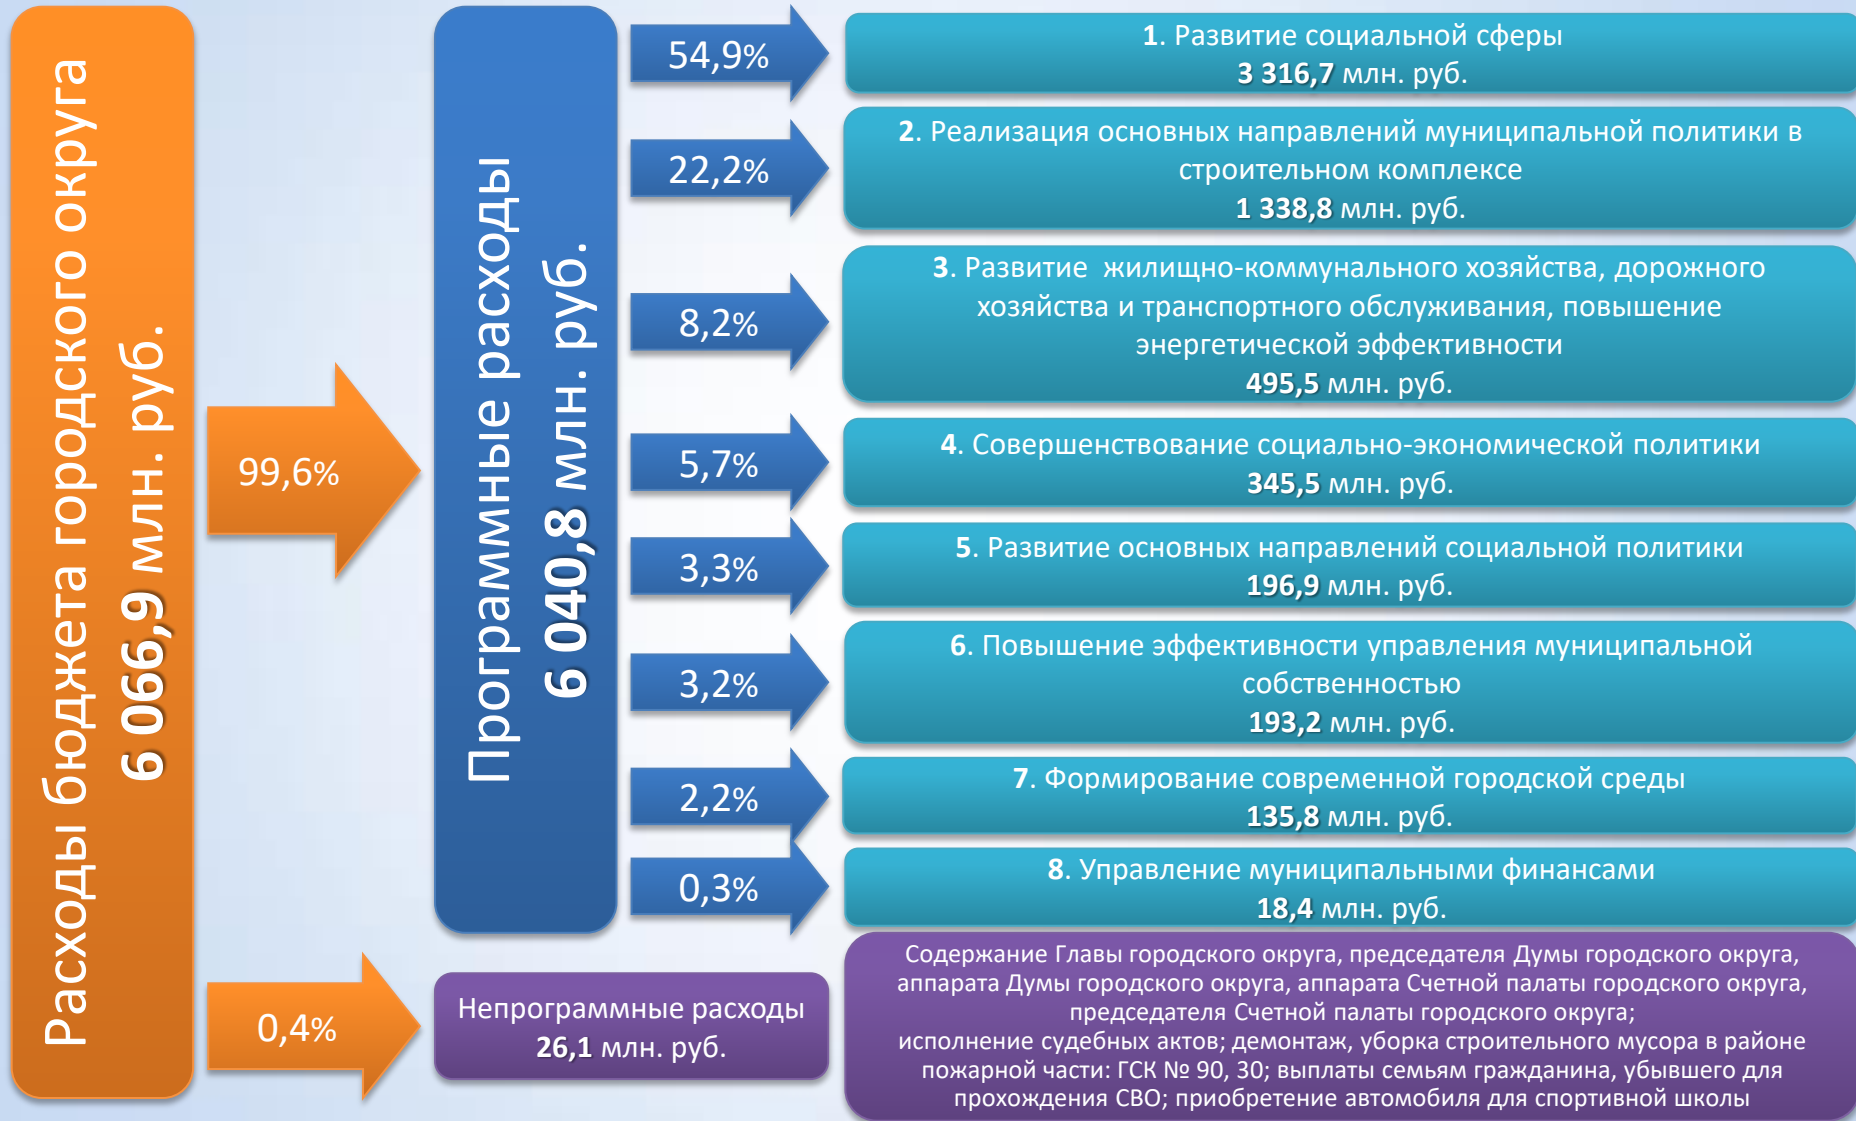 Расходы бюджета городского округа
6 066,9 млн. руб.
99,6%
Программные расходы
6 040,8 млн. руб.
54,9%
1. Развитие социальной сферы
3 316,7 млн. руб.
22,2%
2. Реализация основных направлений муниципальной политики в
строительном комплексе
1 338,8 млн. руб.
8,2%
3. Развитие жилищно-коммунального хозяйства, дорожного
хозяйства и транспортного обслуживания, повышение
энергетической эффективности
495,5 млн. руб.
5,7%
4. Совершенствование социально-экономической политики
345,5 млн. руб.
3,3%
5. Развитие основных направлений социальной политики
196,9 млн. руб.
3,2%
6. Повышение эффективности управления муниципальной
собственностью
193,2 млн. руб.
2,2%
7. Формирование современной городской среды
135,8 млн. руб.
0,3%
8. Управление муниципальными финансами
18,4 млн. руб.
0,4%
Непрограммные расходы
26,1 млн. руб.
Содержание Главы городского округа, председателя Думы городского округа,
аппарата Думы городского округа, аппарата Счетной палаты городского округа,
председателя Счетной палаты городского округа;
исполнение судебных актов; демонтаж, уборка строительного мусора в районе
пожарной части: ГСК № 90, 30; выплаты семьям гражданина, убывшего для
прохождения СВО; приобретение автомобиля для спортивной школы